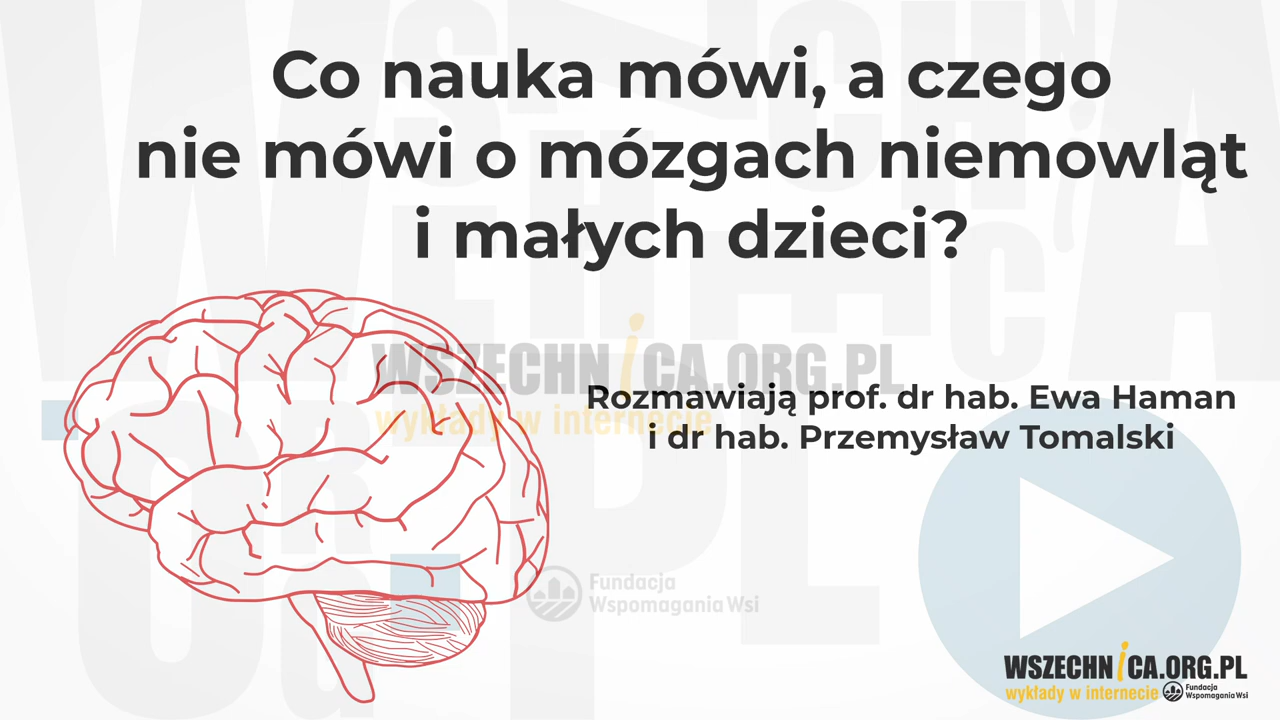 Co nauka mówi, a czego
nie mówi o mózgach niemowląt
i małych dzieci?
WSZECHNiCA.ORG.PL
wykłady w internecie
Rozmawiają prof. dr hab. Ewa Haman
i dr hab. Przemysław Tomalski
Fundacja
Wspomagania Wsi
WSZECHNiCA.ORG.PL
wykłady w internecie
Fundacja
Wspomagania Wsi